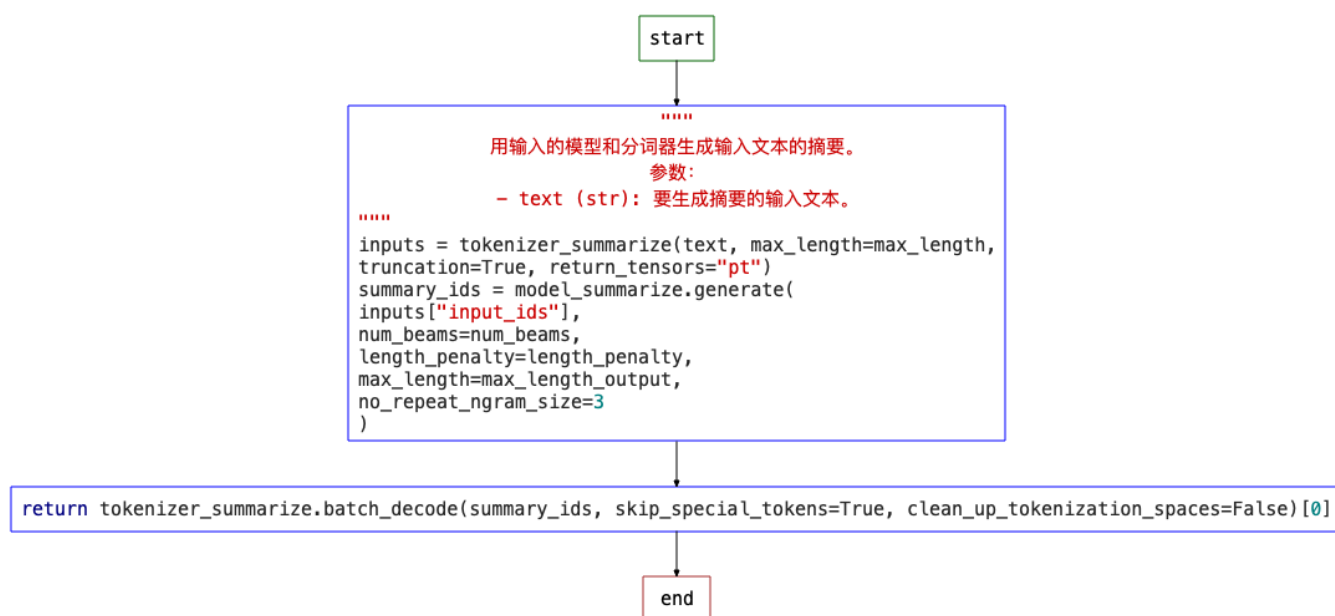 start
"""
用输入的模型和分词器生成输入文本的摘要。
参数:
– text (str): 要生成摘要的输入文本。
"""
inputs = tokenizer_summarize(text, max_length=max_length,
truncation=True, return_tensors="pt")
summary_ids = model_summarize.generate(
inputs["input_ids"],
num_beams=num_beams,
length_penalty=length_penalty,
max_length=max_length_output,
no_repeat_ngram_size=3
)
return tokenizer_summarize.batch_decode(summary_ids, skip_special_tokens=True, clean_up_tokenization_spaces=False)[0]
end